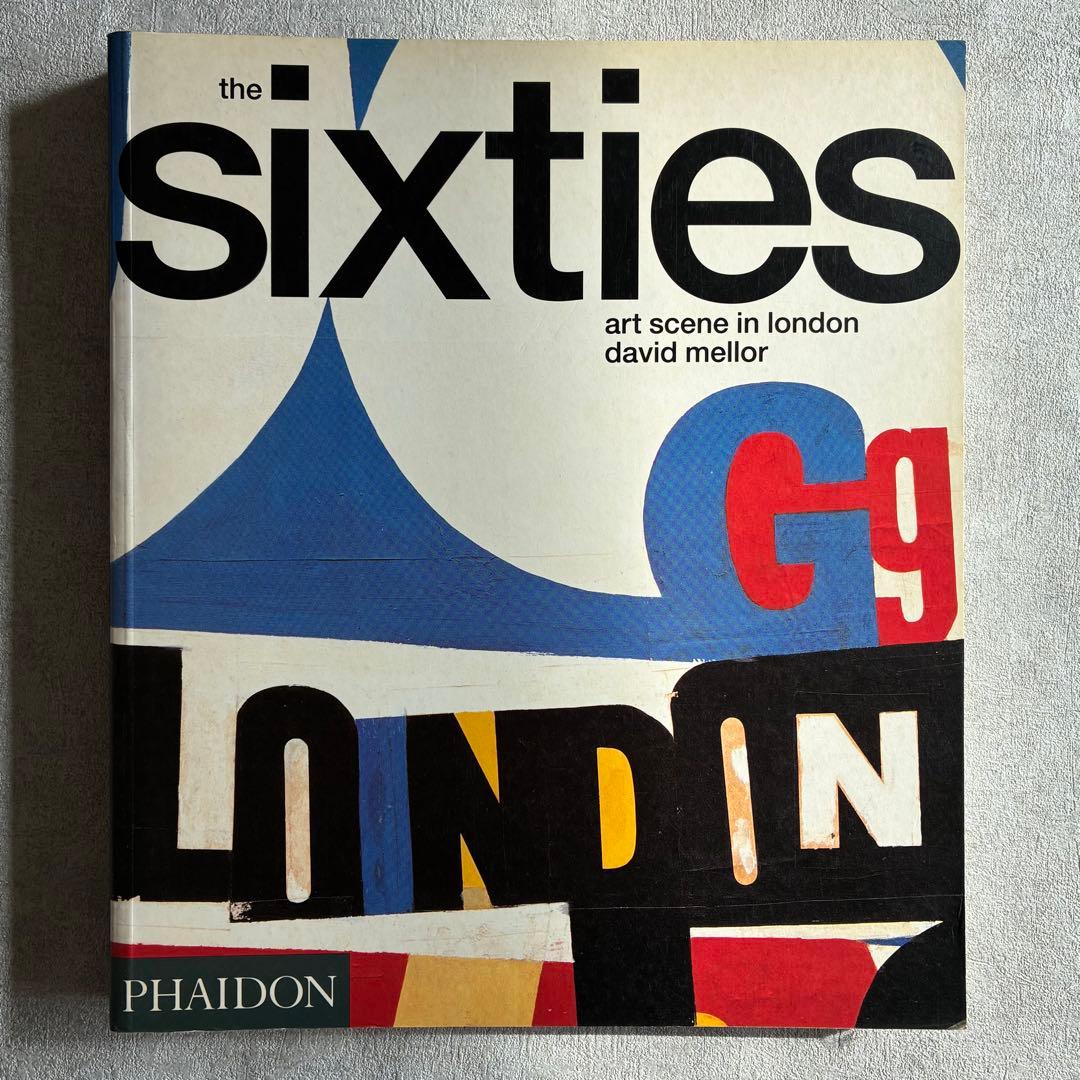 the
sixties
art scene in london
david mellor
Gg
LONDON
PHAIDON